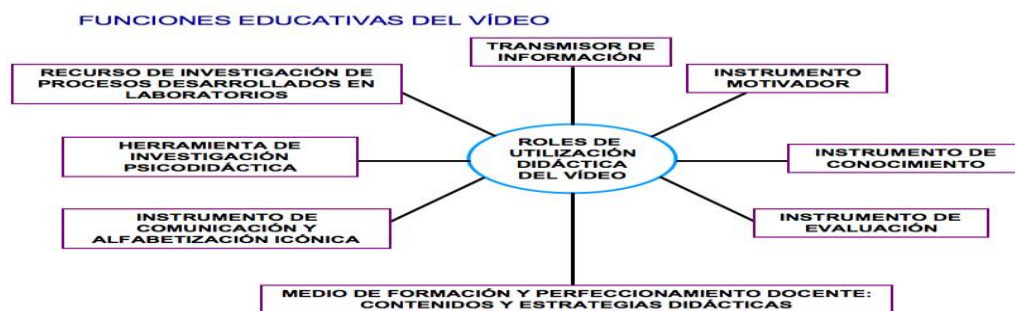 FUNCIONES EDUCATIVAS DEL VÍDEO
TRANSMISOR DE
INFORMACIÓN
RECURSO DE INVESTIGACIÓN DE
PROCESOS DESARROLLADOS EN
LABORATORIOS
INSTRUMENTO
MOTIVADOR
HERRAMIENTA DE
INVESTIGACIÓN
PSICODIDÁCTICA
ROLES DE
UTILIZACIÓN
DIDÁCTICA
DEL VÍDEO
INSTRUMENTO DE
CONOCIMIENTO
INSTRUMENTO DE
COMUNICACIÓN Y
ALFABETIZACIÓN ICÓNICA
INSTRUMENTO DE
EVALUACIÓN
MEDIO DE FORMACIÓN Y PERFECCIONAMIENTO DOCENTE:
CONTENIDOS Y ESTRATEGIAS DIDÁCTICAS